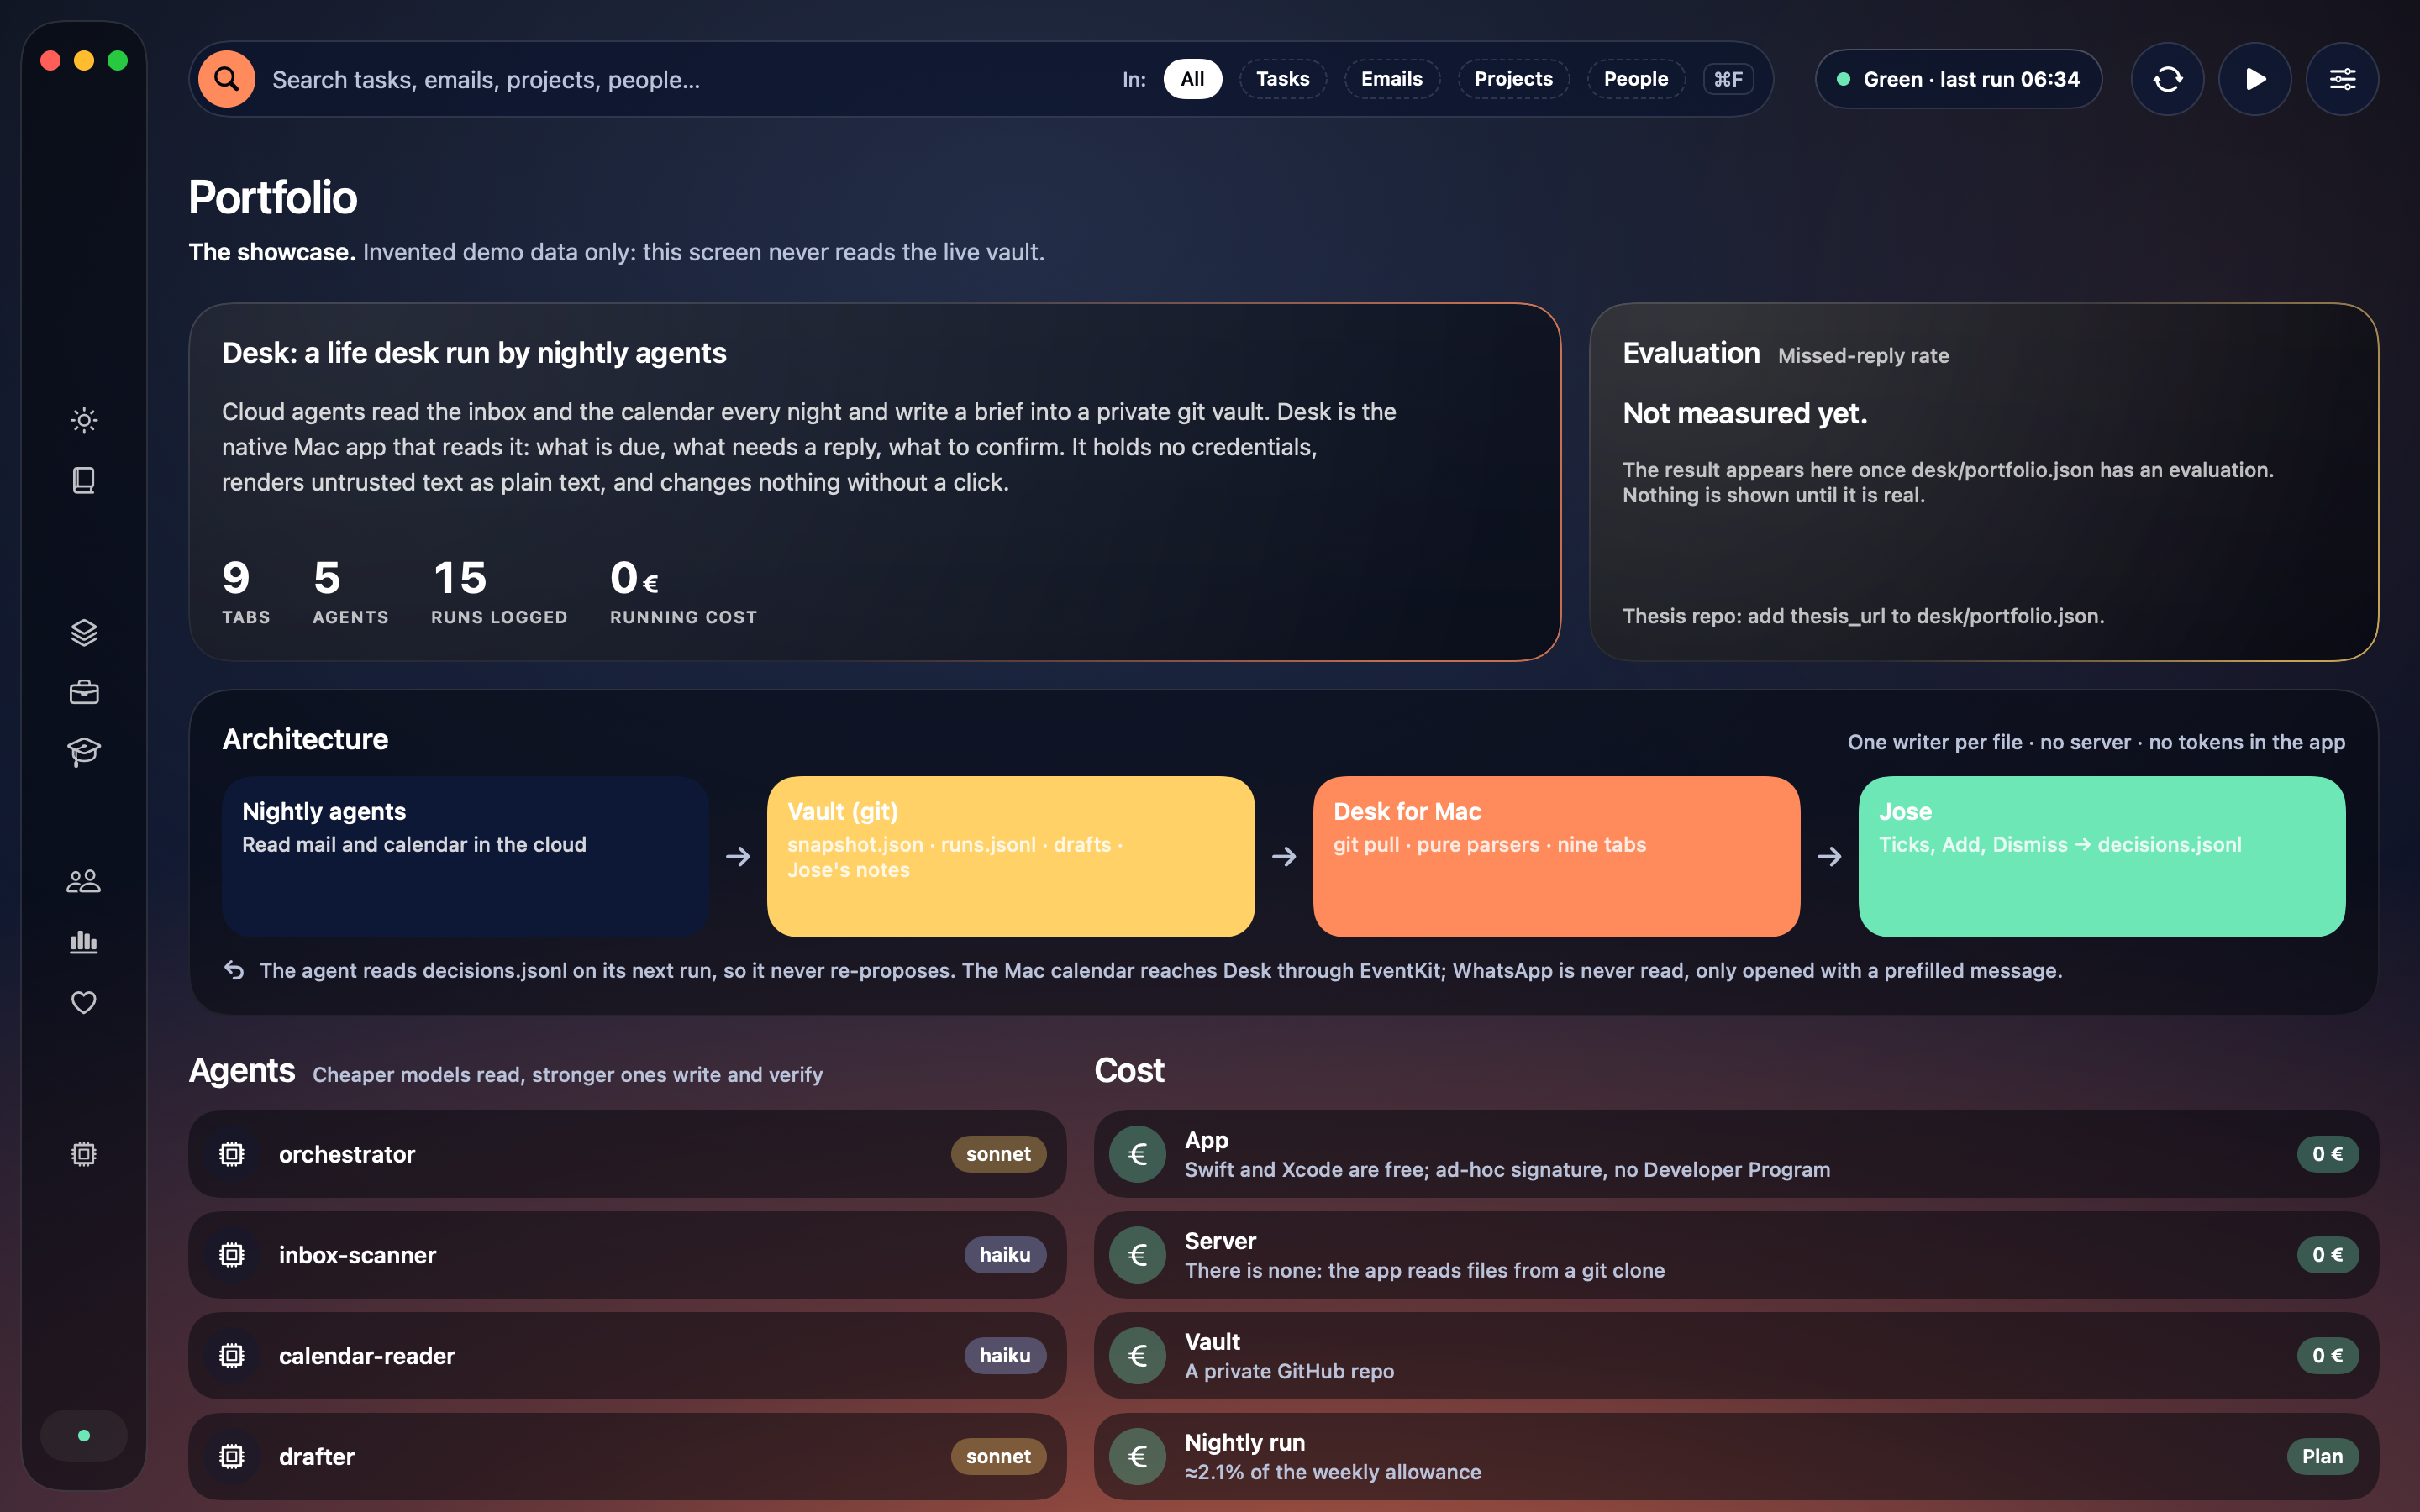 Search tasks, emails, projects, people...
In: All Tasks Emails Projects People ⌘F
Green · last run 06:34
Portfolio
The showcase. Invented demo data only: this screen never reads the live vault.
Desk: a life desk run by nightly agents
Cloud agents read the inbox and the calendar every night and write a brief into a private git vault. Desk is the
native Mac app that reads it: what is due, what needs a reply, what to confirm. It holds no credentials,
renders untrusted text as plain text, and changes nothing without a click.
9 5 15 0 €
TABS AGENTS RUNS LOGGED RUNNING COST
Evaluation Missed-reply rate
Not measured yet.
The result appears here once desk/portfolio.json has an evaluation.
Nothing is shown until it is real.
Thesis repo: add thesis_url to desk/portfolio.json.
Architecture
One writer per file · no server · no tokens in the app
Nightly agents
Read mail and calendar in the cloud
→
Vault (git)
snapshot.json · runs.jsonl · drafts ·
Jose's notes
→
Desk for Mac
git pull · pure parsers · nine tabs
→
Jose
Ticks, Add, Dismiss → decisions.jsonl
The agent reads decisions.jsonl on its next run, so it never re-proposes. The Mac calendar reaches Desk through EventKit; WhatsApp is never read, only opened with a prefilled message.
Agents Cheaper models read, stronger ones write and verify
orchestrator sonnet
inbox-scanner haiku
calendar-reader haiku
drafter sonnet
Cost
€ App 0 €
Swift and Xcode are free; ad-hoc signature, no Developer Program
€ Server 0 €
There is none: the app reads files from a git clone
€ Vault 0 €
A private GitHub repo
€ Nightly run Plan
≈2.1% of the weekly allowance